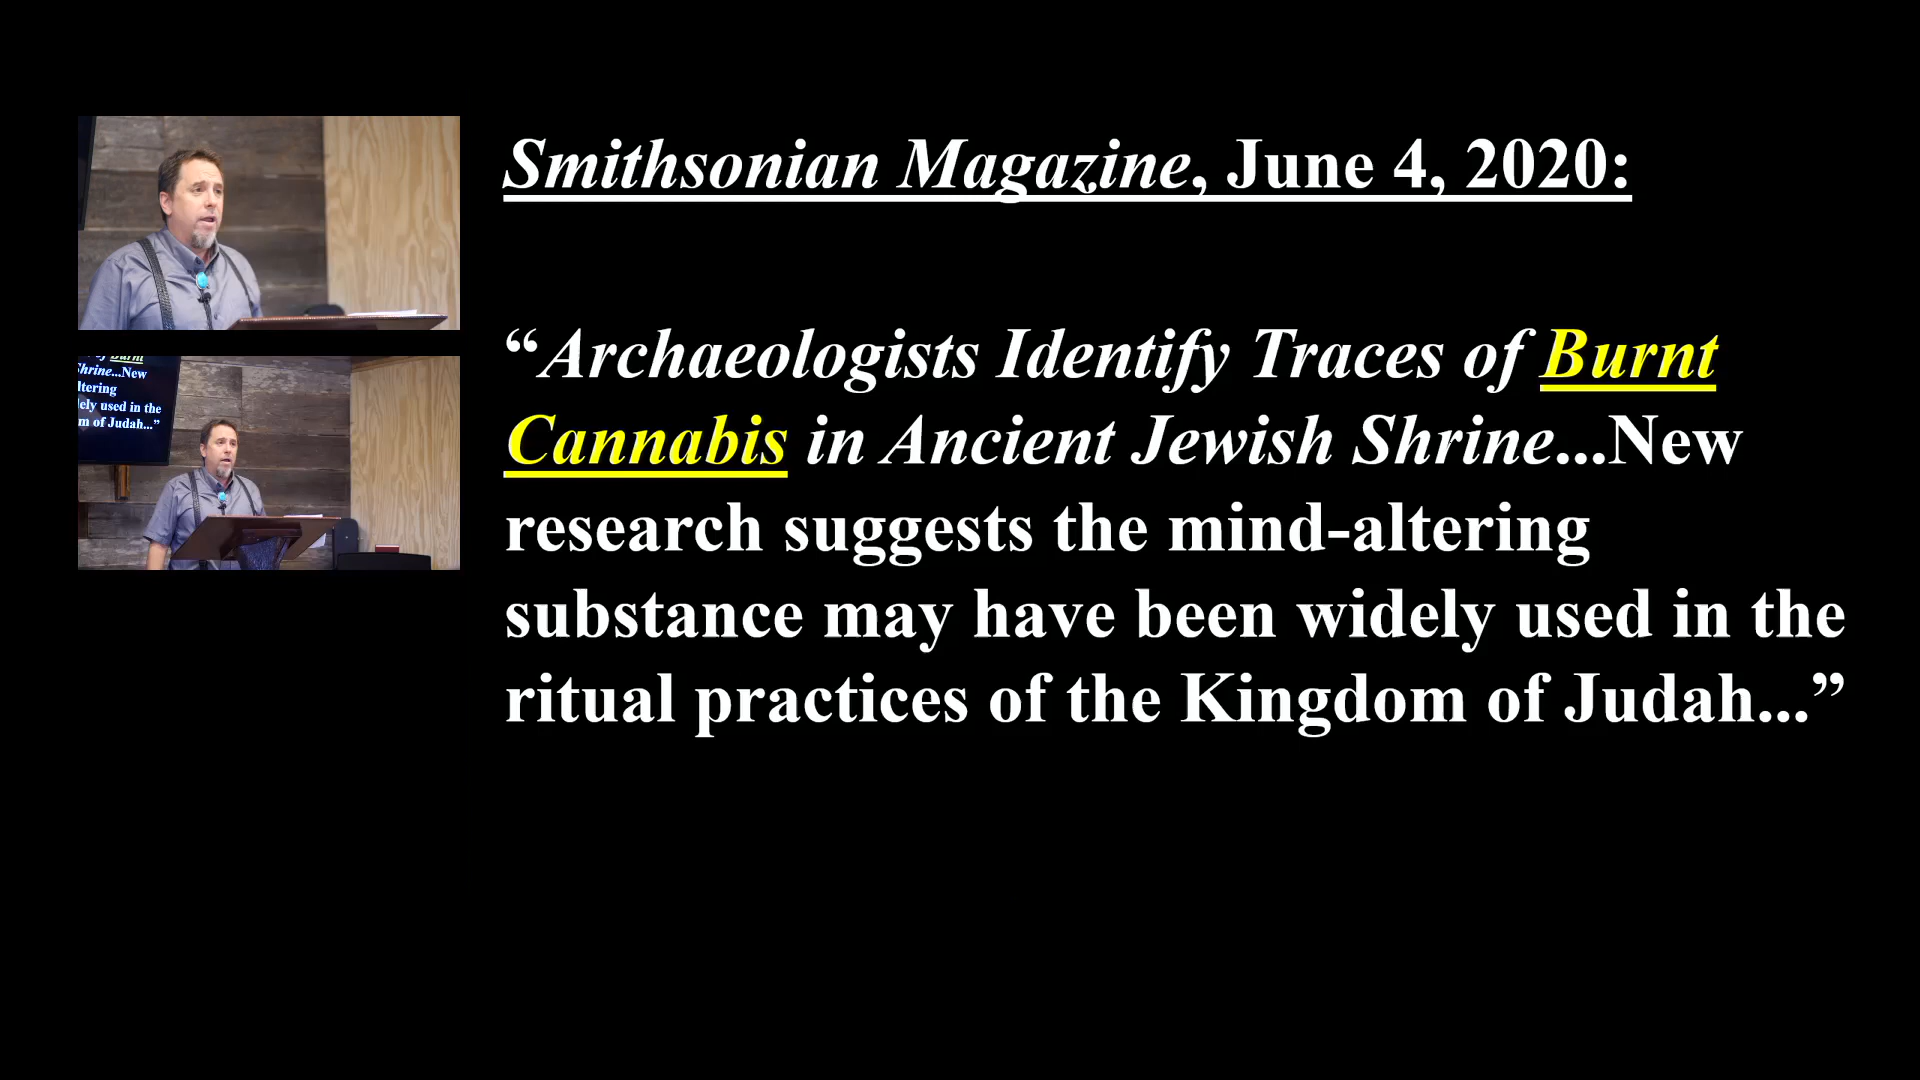 Smithsonian Magazine, June 4, 2020:
“Archaeologists Identify Traces of Burnt
Cannabis in Ancient Jewish Shrine...New
research suggests the mind-altering
substance may have been widely used in the
ritual practices of the Kingdom of Judah...”
Burnt
Shrine...New
ltering
ely used in the
m of Judah...”